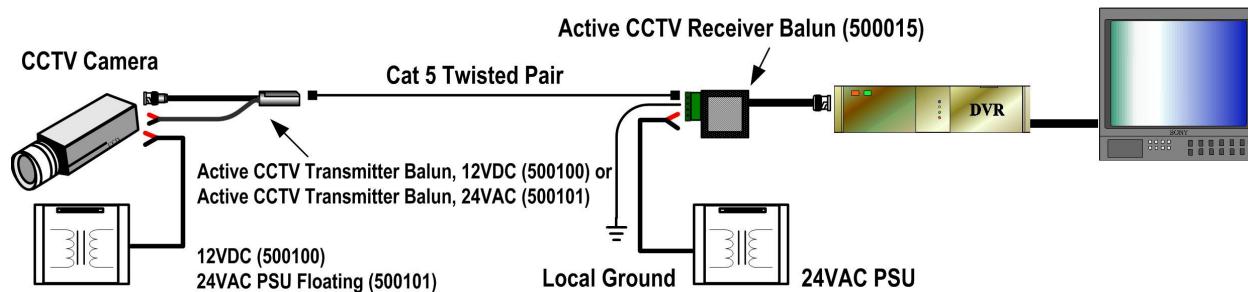 Active CCTV Receiver Balun (500015)
CCTV Camera
Cat 5 Twisted Pair
DVR
SONY
Active CCTV Transmitter Balun, 12VDC (500100) or
Active CCTV Transmitter Balun, 24VAC (500101)
12VDC (500100)
24VAC PSU Floating (500101)
Local Ground
24VAC PSU